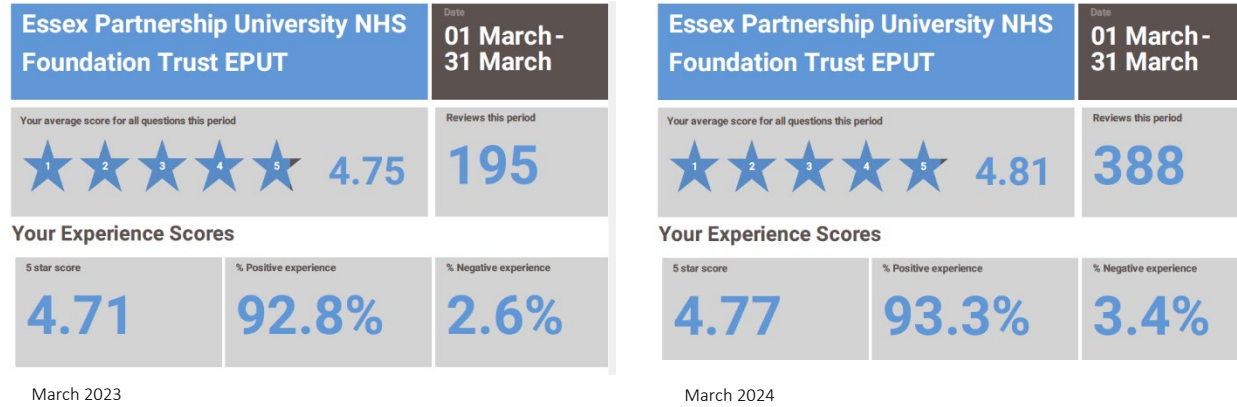 Essex Partnership University NHS
Foundation Trust EPUT
Date
01 March -
31 March
Your average score for all questions this period
1 2 3 4 5 4.75
Reviews this period
195
Your Experience Scores
5 star score
4.71
% Positive experience
92.8%
% Negative experience
2.6%
March 2023
Essex Partnership University NHS
Foundation Trust EPUT
Date
01 March -
31 March
Your average score for all questions this period
1 2 3 4 5 4.81
Reviews this period
388
Your Experience Scores
5 star score
4.77
% Positive experience
93.3%
% Negative experience
3.4%
March 2024